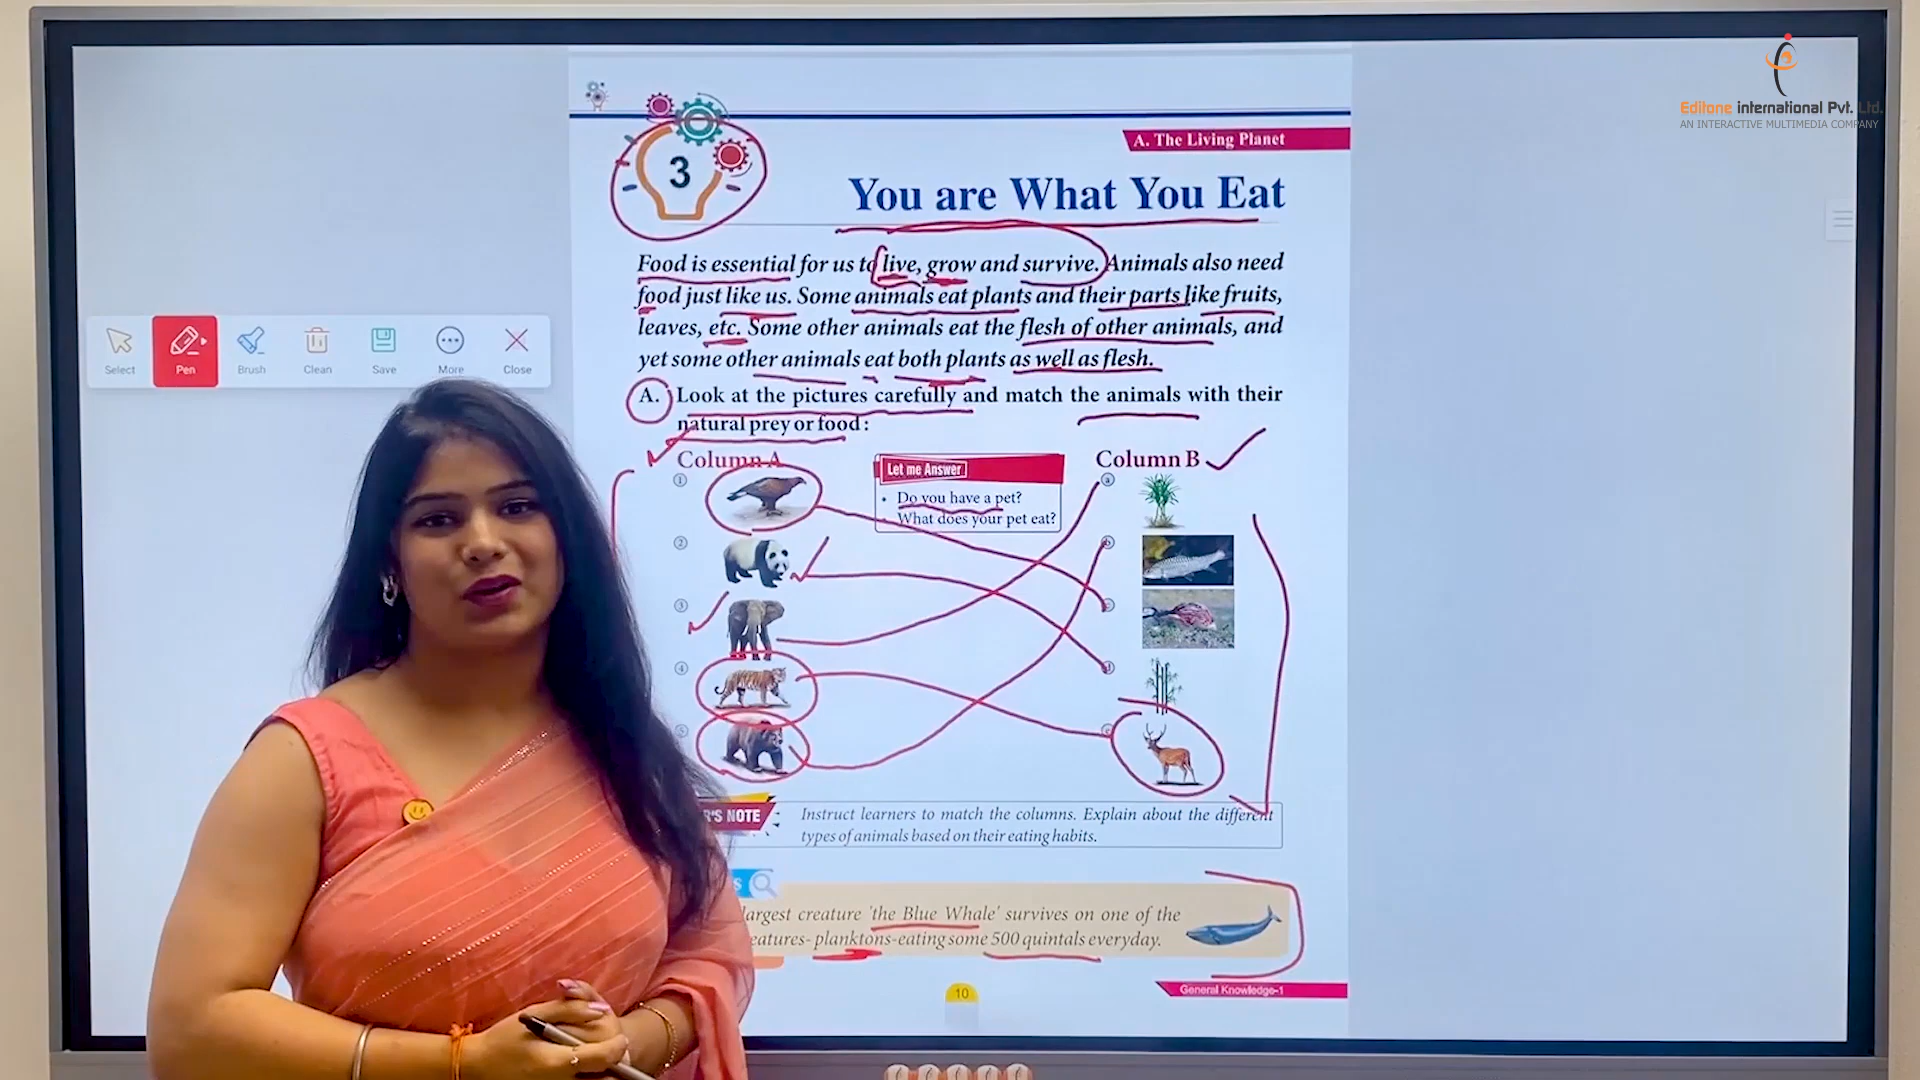 Editone international Pvt. Ltd.
AN INTERACTIVE MULTIMEDIA COMPANY
A. The Living Planet
3
You are What You Eat
Food is essential for us to live, grow and survive. Animals also need
food just like us. Some animals eat plants and their parts like fruits,
leaves, etc. Some other animals eat the flesh of other animals, and
yet some other animals eat both plants as well as flesh.
Select Pen Brush Clean Save More Close
A. Look at the pictures carefully and match the animals with their
natural prey or food:
Column A
Let me Answer
Column B
• Do you have a pet?
• What does your pet eat?
1
2
3
4
5
a
b
c
d
e
R'S NOTE
Instruct learners to match the columns. Explain about the different
types of animals based on their eating habits.
S
largest creature 'the Blue Whale' survives on one of the
eatures- planktons-eating some 500 quintals everyday.
10
General Knowledge-1